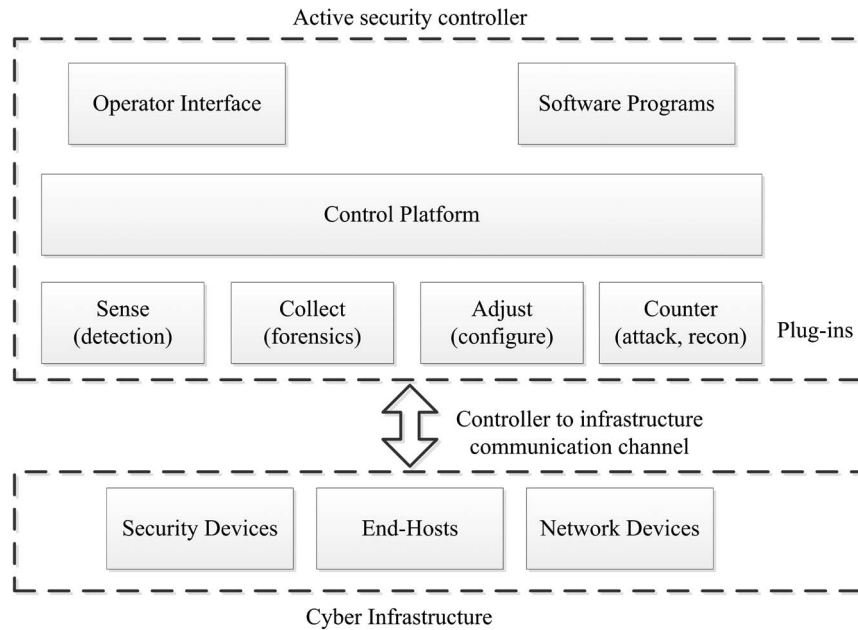 Active security controller
Operator Interface
Software Programs
Control Platform
Sense
(detection)
Collect
(forensics)
Adjust
(configure)
Counter
(attack, recon)
Plug-ins
Controller to infrastructure
communication channel
Security Devices
End-Hosts
Network Devices
Cyber Infrastructure